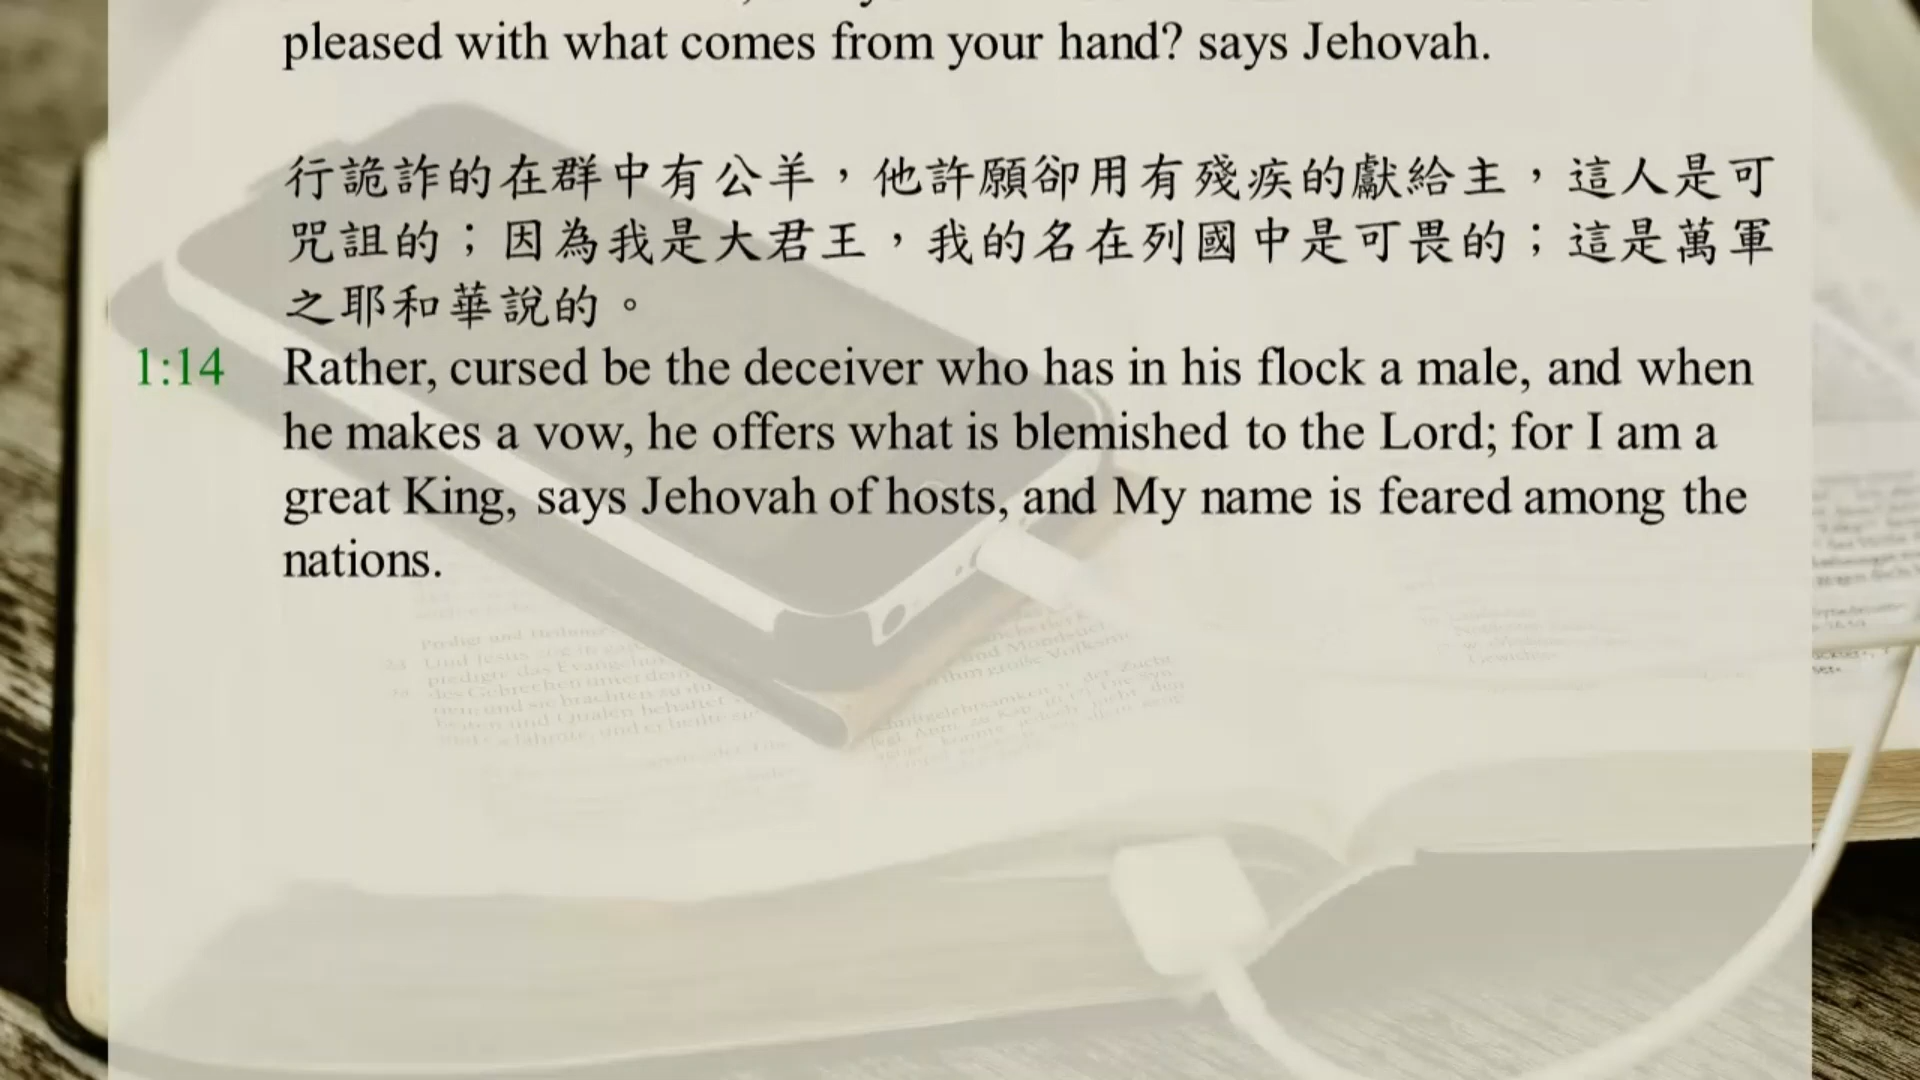 pleased with what comes from your hand? says Jehovah.
行詭詐的在群中有公羊，他許願卻用有殘疾的獻給主，這人是可
咒詛的；因為我是大君王，我的名在列國中是可畏的；這是萬軍
之耶和華說的。
1:14 Rather, cursed be the deceiver who has in his flock a male, and when
he makes a vow, he offers what is blemished to the Lord; for I am a
great King, says Jehovah of hosts, and My name is feared among the
nations.